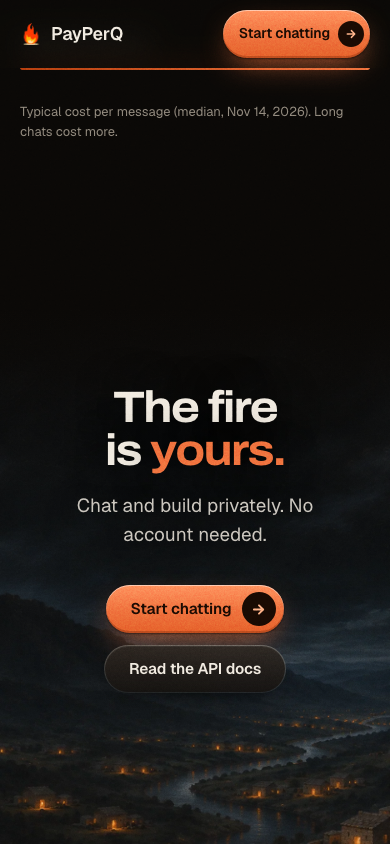 PayPerQ
Start chatting
Typical cost per message (median, Nov 14, 2026). Long
chats cost more.
The fire
is yours.
Chat and build privately. No
account needed.
Start chatting
Read the API docs